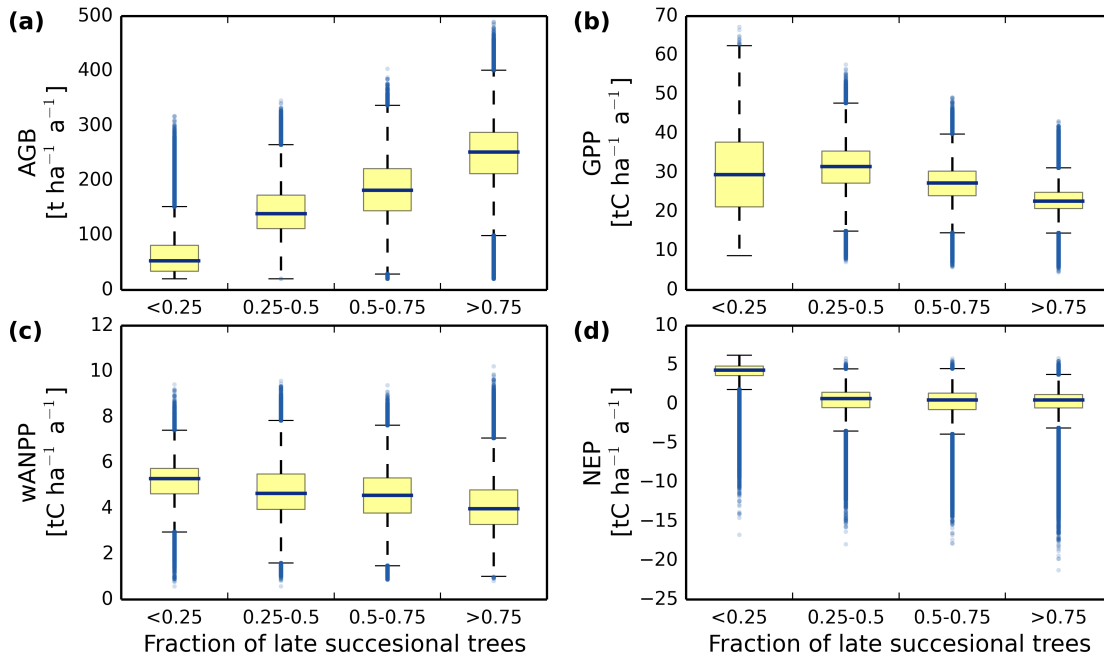 (a)
AGB
[t ha⁻¹ a⁻¹]
500
400
300
200
100
0
<0.25 0.25-0.5 0.5-0.75 >0.75
(b)
GPP
[tC ha⁻¹ a⁻¹]
70
60
50
40
30
20
10
0
<0.25 0.25-0.5 0.5-0.75 >0.75
(c)
wANPP
[tC ha⁻¹ a⁻¹]
12
10
8
6
4
2
0
<0.25 0.25-0.5 0.5-0.75 >0.75
Fraction of late succesional trees
(d)
NEP
[tC ha⁻¹ a⁻¹]
10
5
0
−5
−10
−15
−20
−25
<0.25 0.25-0.5 0.5-0.75 >0.75
Fraction of late succesional trees